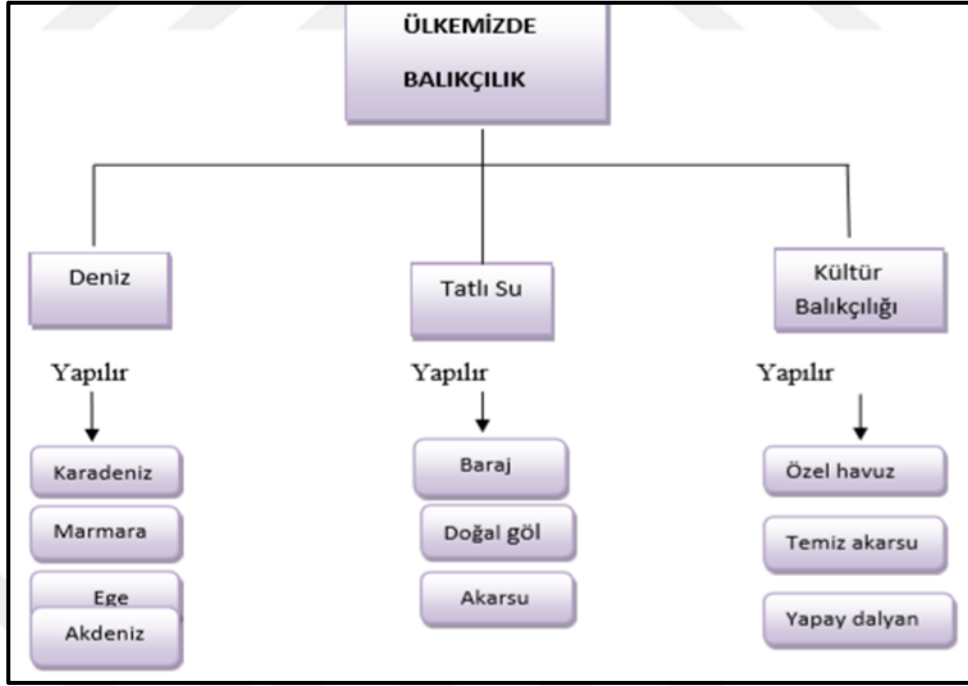 ÜLKEMİZDE
BALIKÇILIK
Deniz
Tatlı Su
Kültür
Balıkçılığı
Yapılır
Yapılır
Yapılır
Karadeniz
Marmara
Ege
Akdeniz
Baraj
Doğal göl
Akarsu
Özel havuz
Temiz akarsu
Yapay dalyan